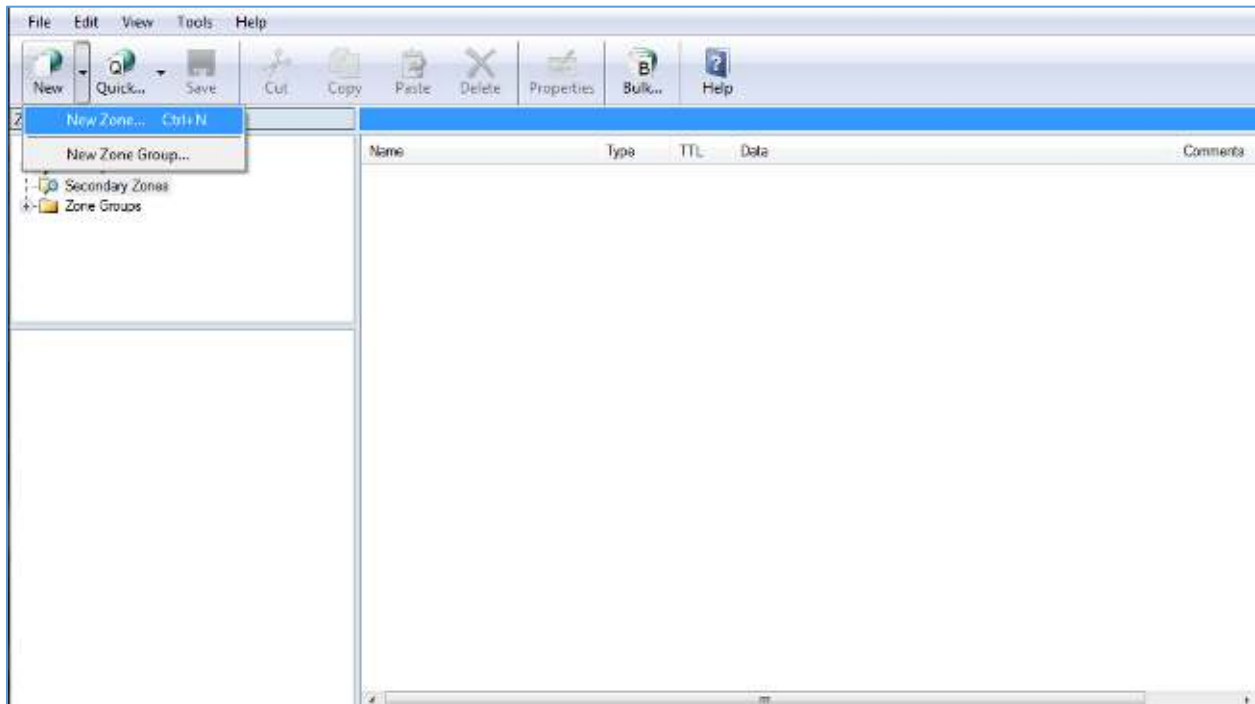 File Edit View Tools Help
New Quick... Save Cut Copy Paste Delete Properties Bulk... Help
New Zone... Ctrl+N
New Zone Group...
Name Type TTL Data Comments
Secondary Zones
Zone Groups